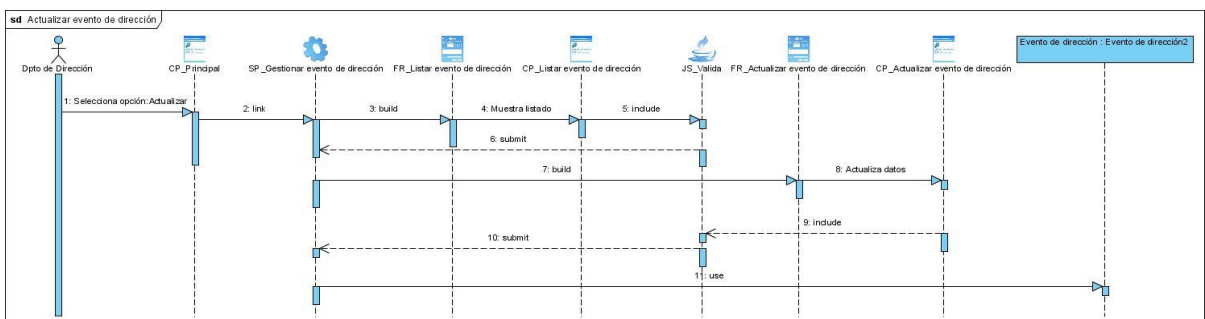 sd Actualizar evento de dirección
Evento de dirección : Evento de dirección2
Dpto de Dirección
CP_Principal
SP_Gestionar evento de dirección
FR_Listar evento de dirección
CP_Listar evento de dirección
JS_Valida
FR_Actualizar evento de dirección
CP_Actualizar evento de dirección
1: Selecciona opción:Actualizar
2: link
3: build
4: Muestra listado
5: include
6: submit
7: build
8: Actualiza datos
9: include
10: submit
11: use